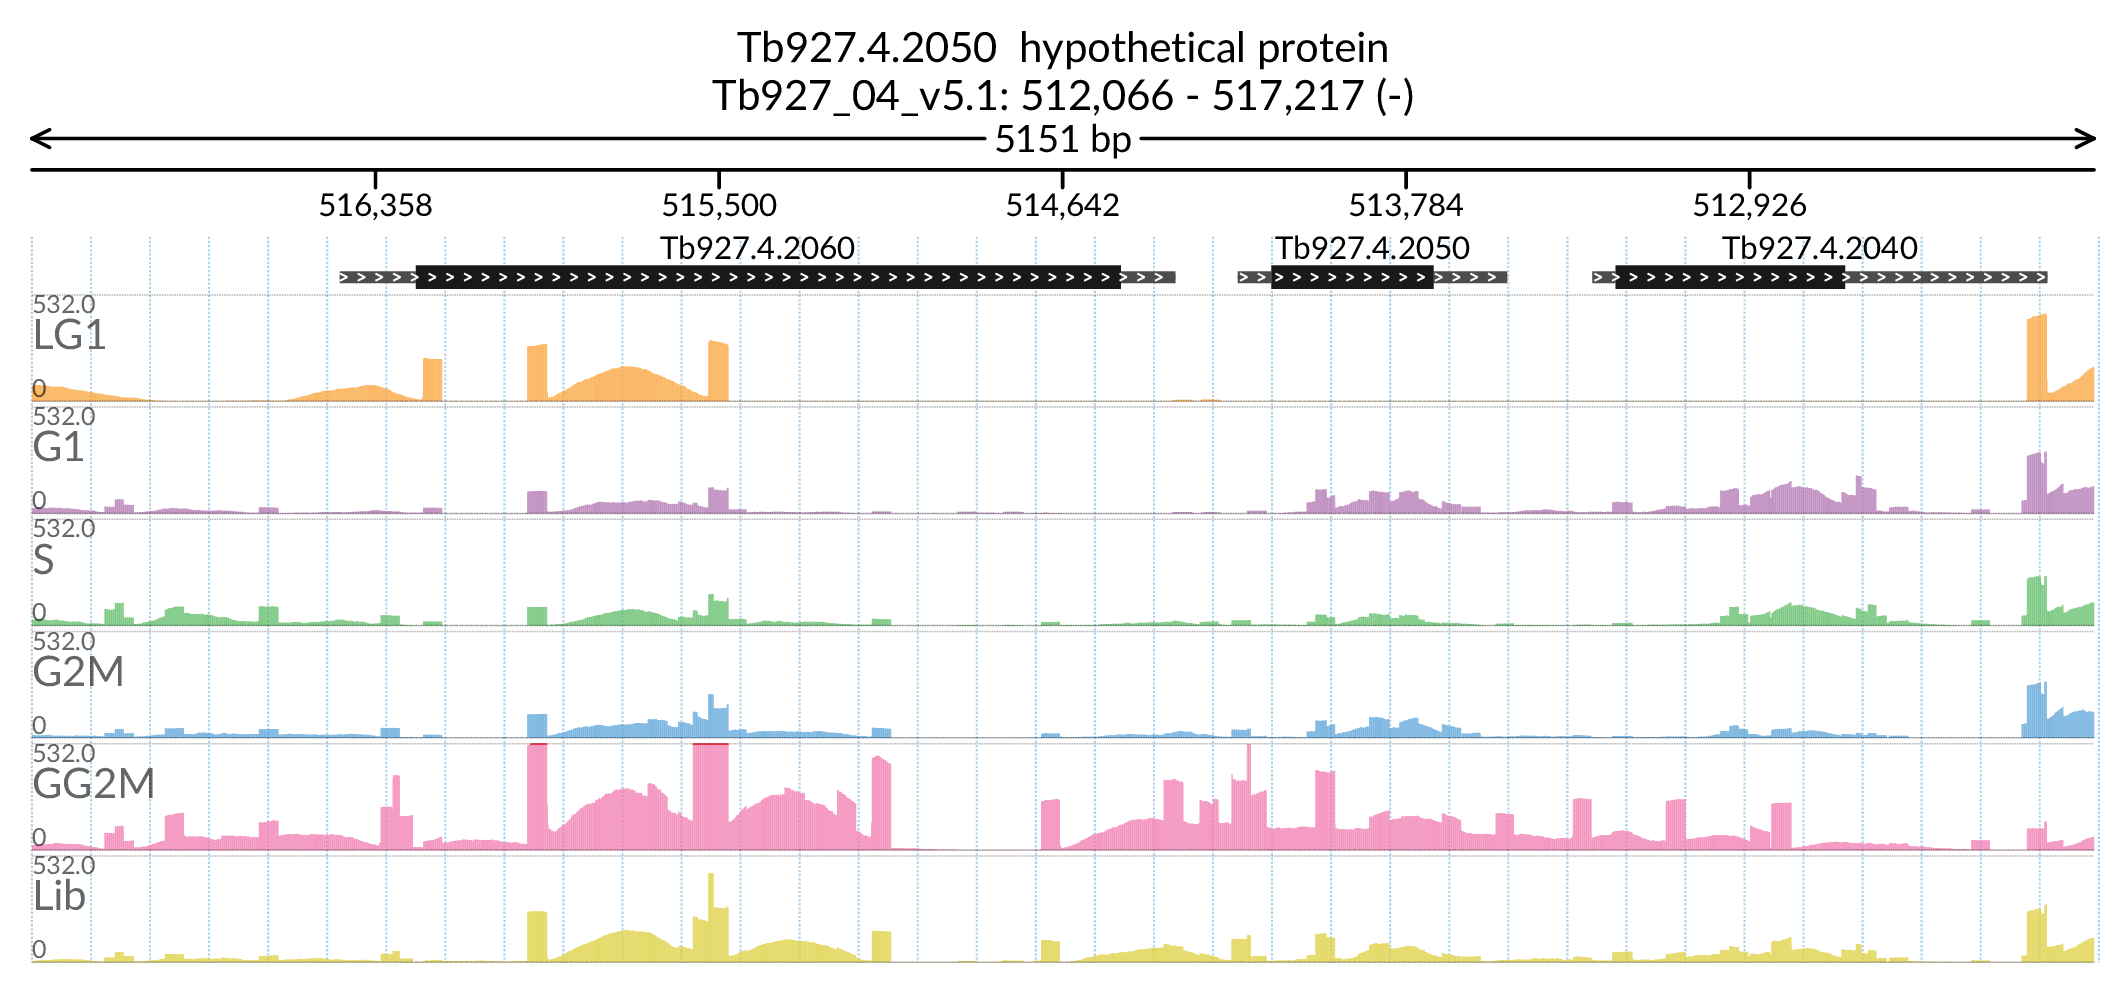 Tb927.4.2050  hypothetical protein
Tb927_04_v5.1: 512,066 - 517,217 (-)
5151 bp
516,358 515,500 514,642 513,784 512,926
Tb927.4.2060 Tb927.4.2050 Tb927.4.2040
532.0
LG1
0
532.0
G1
0
532.0
S
0
532.0
G2M
0
532.0
GG2M
0
532.0
Lib
0